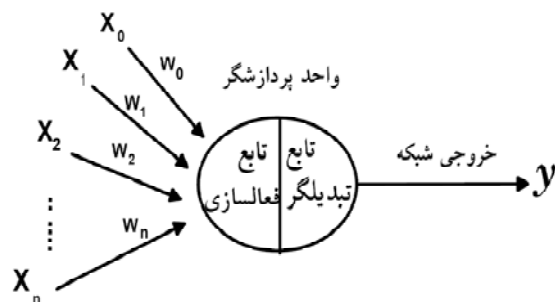 X₀
w₀
واحد پردازشگر
X₁
w₁
X₂
w₂
تابع فعالسازی
تابع تبدیلگر
خروجی شبکه
y
wₙ
Xₙ